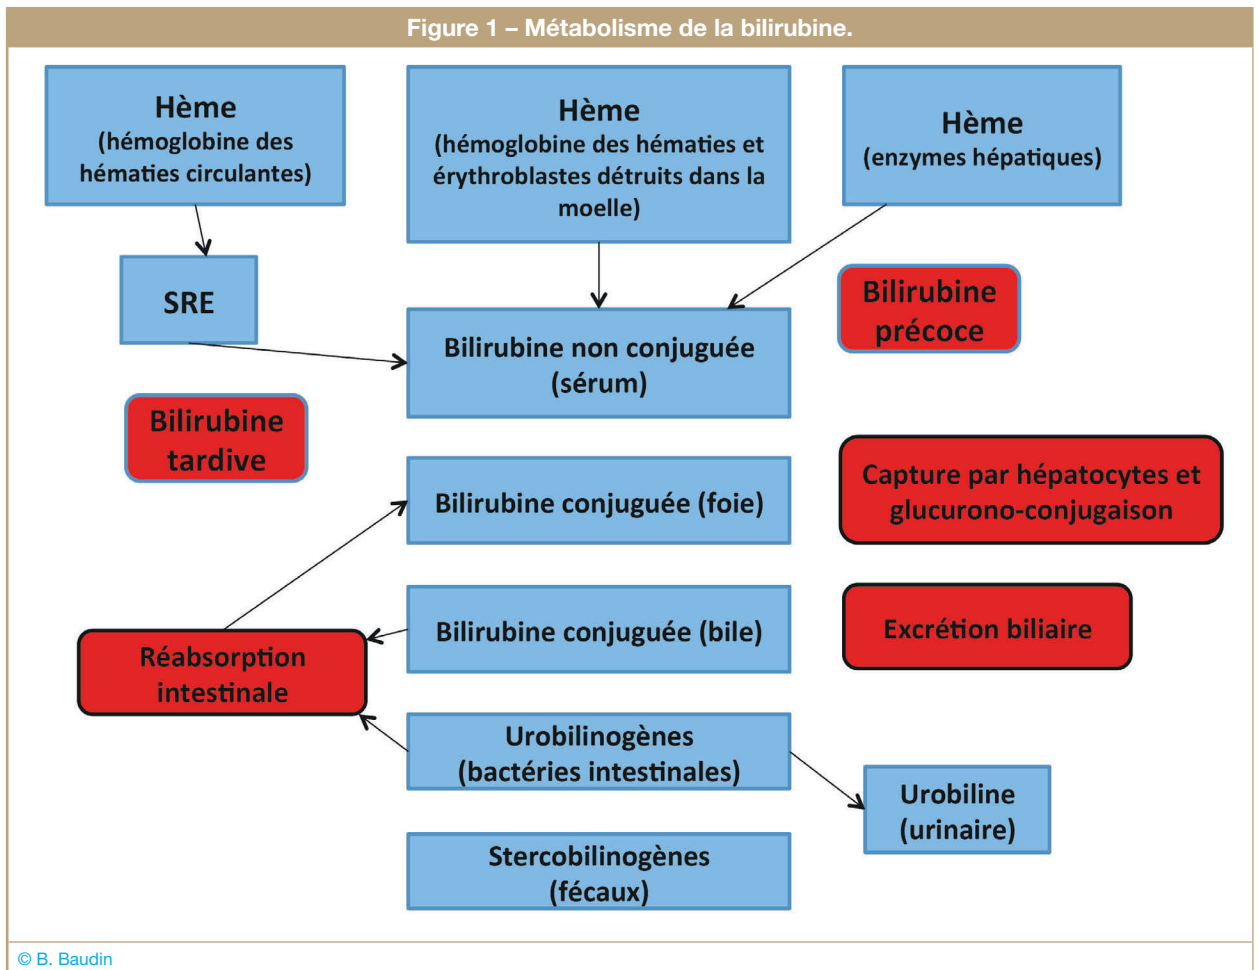 Figure 1 – Métabolisme de la bilirubine.
Hème
(hémoglobine des
hématies circulantes)
Hème
(hémoglobine des hématies et
érythroblastes détruits dans la
moelle)
Hème
(enzymes hépatiques)
SRE
Bilirubine
précoce
Bilirubine non conjuguée
(sérum)
Bilirubine
tardive
Bilirubine conjuguée (foie)
Capture par hépatocytes et
glucurono-conjugaison
Bilirubine conjuguée (bile)
Excrétion biliaire
Réabsorption
intestinale
Urobilinogènes
(bactéries intestinales)
Urobiline
(urinaire)
Stercobilinogènes
(fécaux)
© B. Baudin